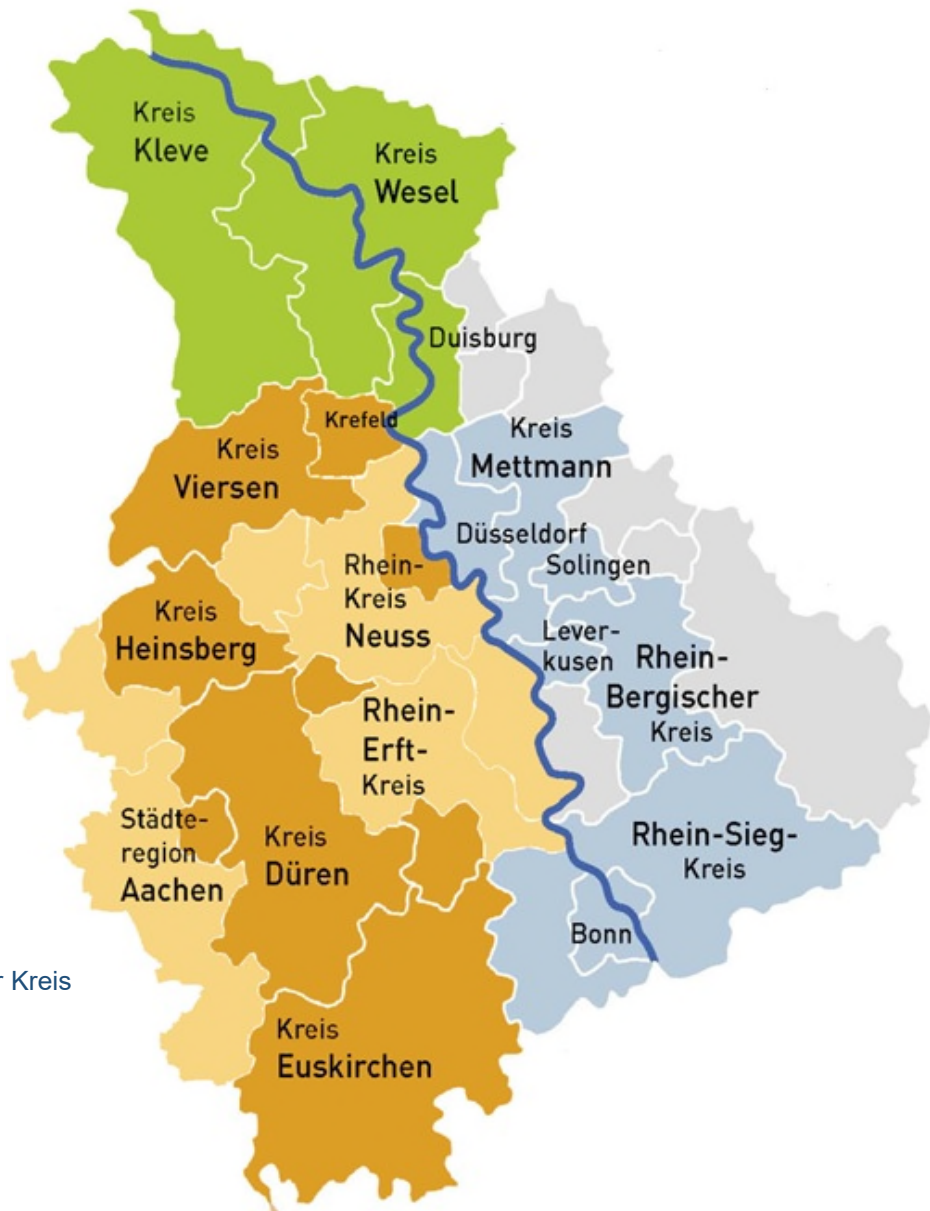 Kreis
Kleve
Kreis
Wesel
Duisburg
Krefeld
Kreis
Viersen
Kreis
Mettmann
Düsseldorf
Solingen
Rhein-
Kreis
Neuss
Kreis
Heinsberg
Lever-
kusen
Rhein-
Bergischer
Kreis
Rhein-
Erft-
Kreis
Städte-
region
Aachen
Kreis
Düren
Rhein-Sieg-
Kreis
Bonn
r Kreis
Kreis
Euskirchen